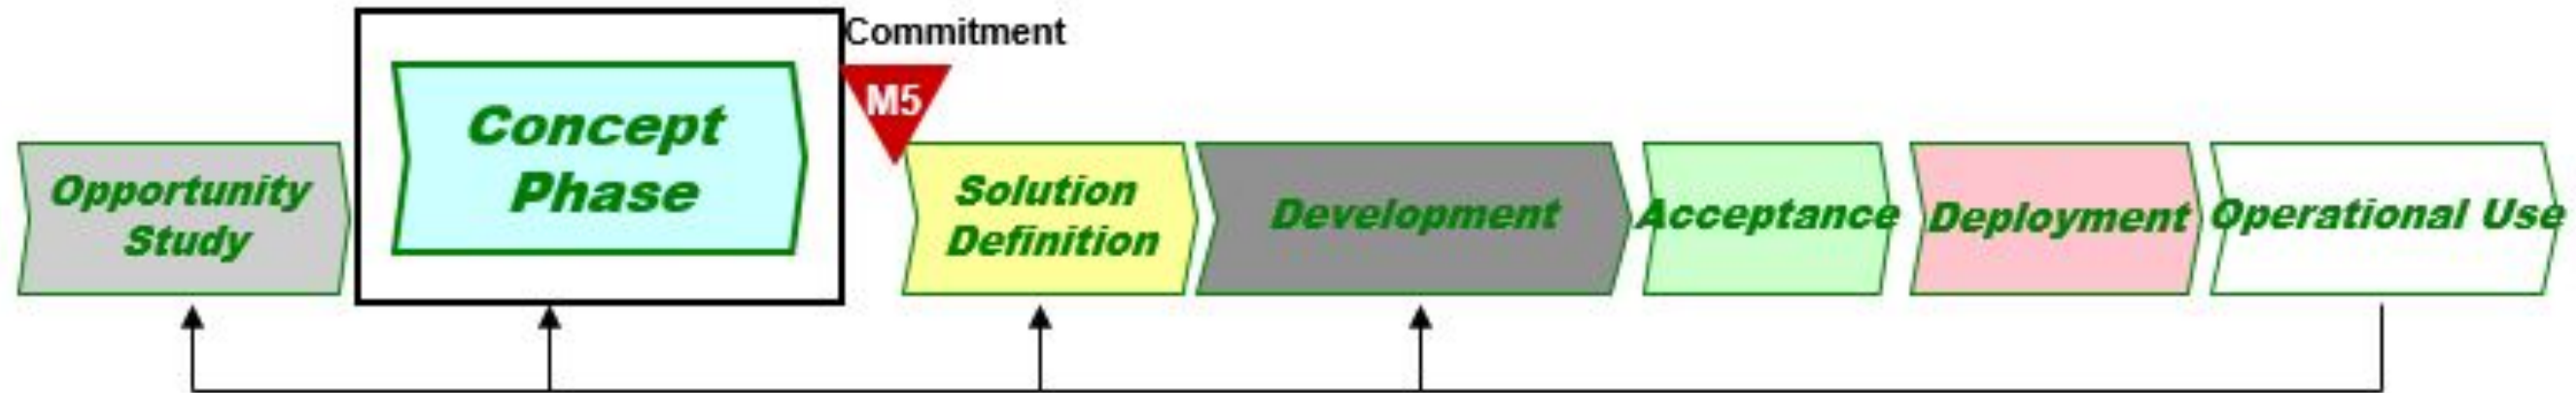 Commitment
M5
Opportunity
Study
Concept
Phase
Solution
Definition
Development
Acceptance
Deployment
Operational Use